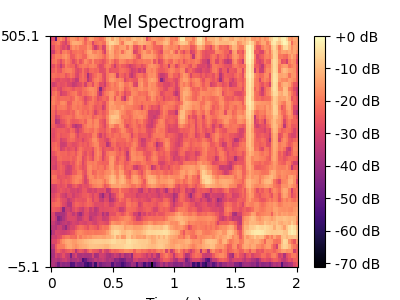 Mel Spectrogram
505.1
-5.1
0
0.5
1
1.5
2
+0 dB
-10 dB
-20 dB
-30 dB
-40 dB
-50 dB
-60 dB
-70 dB